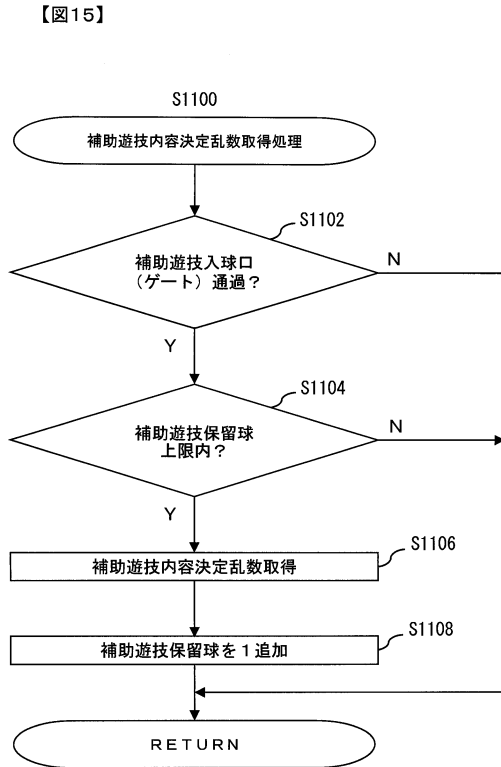 【図15】
S1100
補助遊技内容決定乱数取得処理
S1102
補助遊技入球口
（ゲート）通過？
N
Y
S1104
補助遊技保留球
上限内？
N
Y
S1106
補助遊技内容決定乱数取得
S1108
補助遊技保留球を１追加
ＲＥＴＵＲＮ